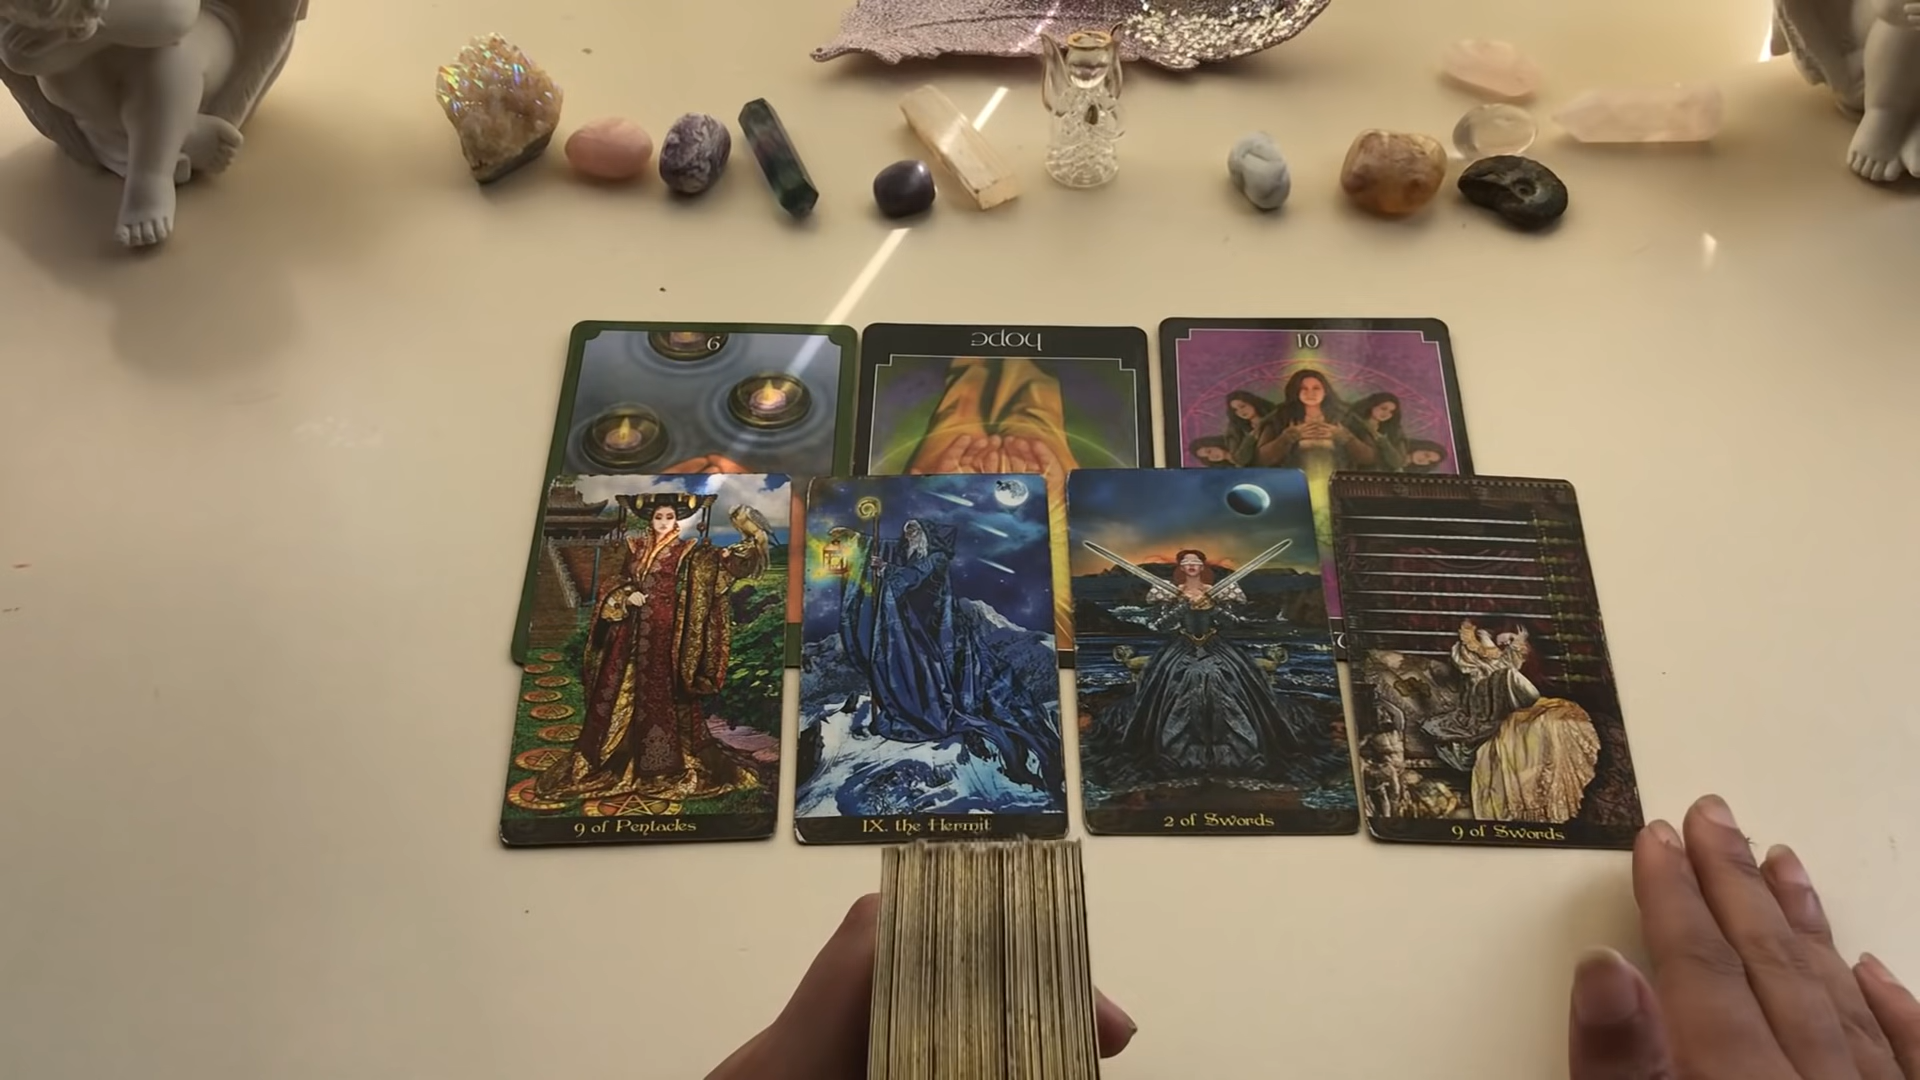 6
hope
10
9 of Pentacles
IX. the Hermit
2 of Swords
9 of Swords